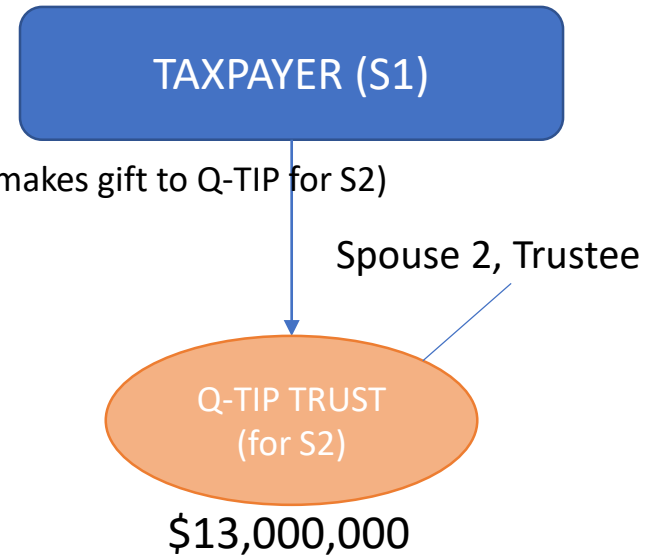 TAXPAYER (S1)
makes gift to Q-TIP for S2)
Spouse 2, Trustee
Q-TIP TRUST
(for S2)
$13,000,000